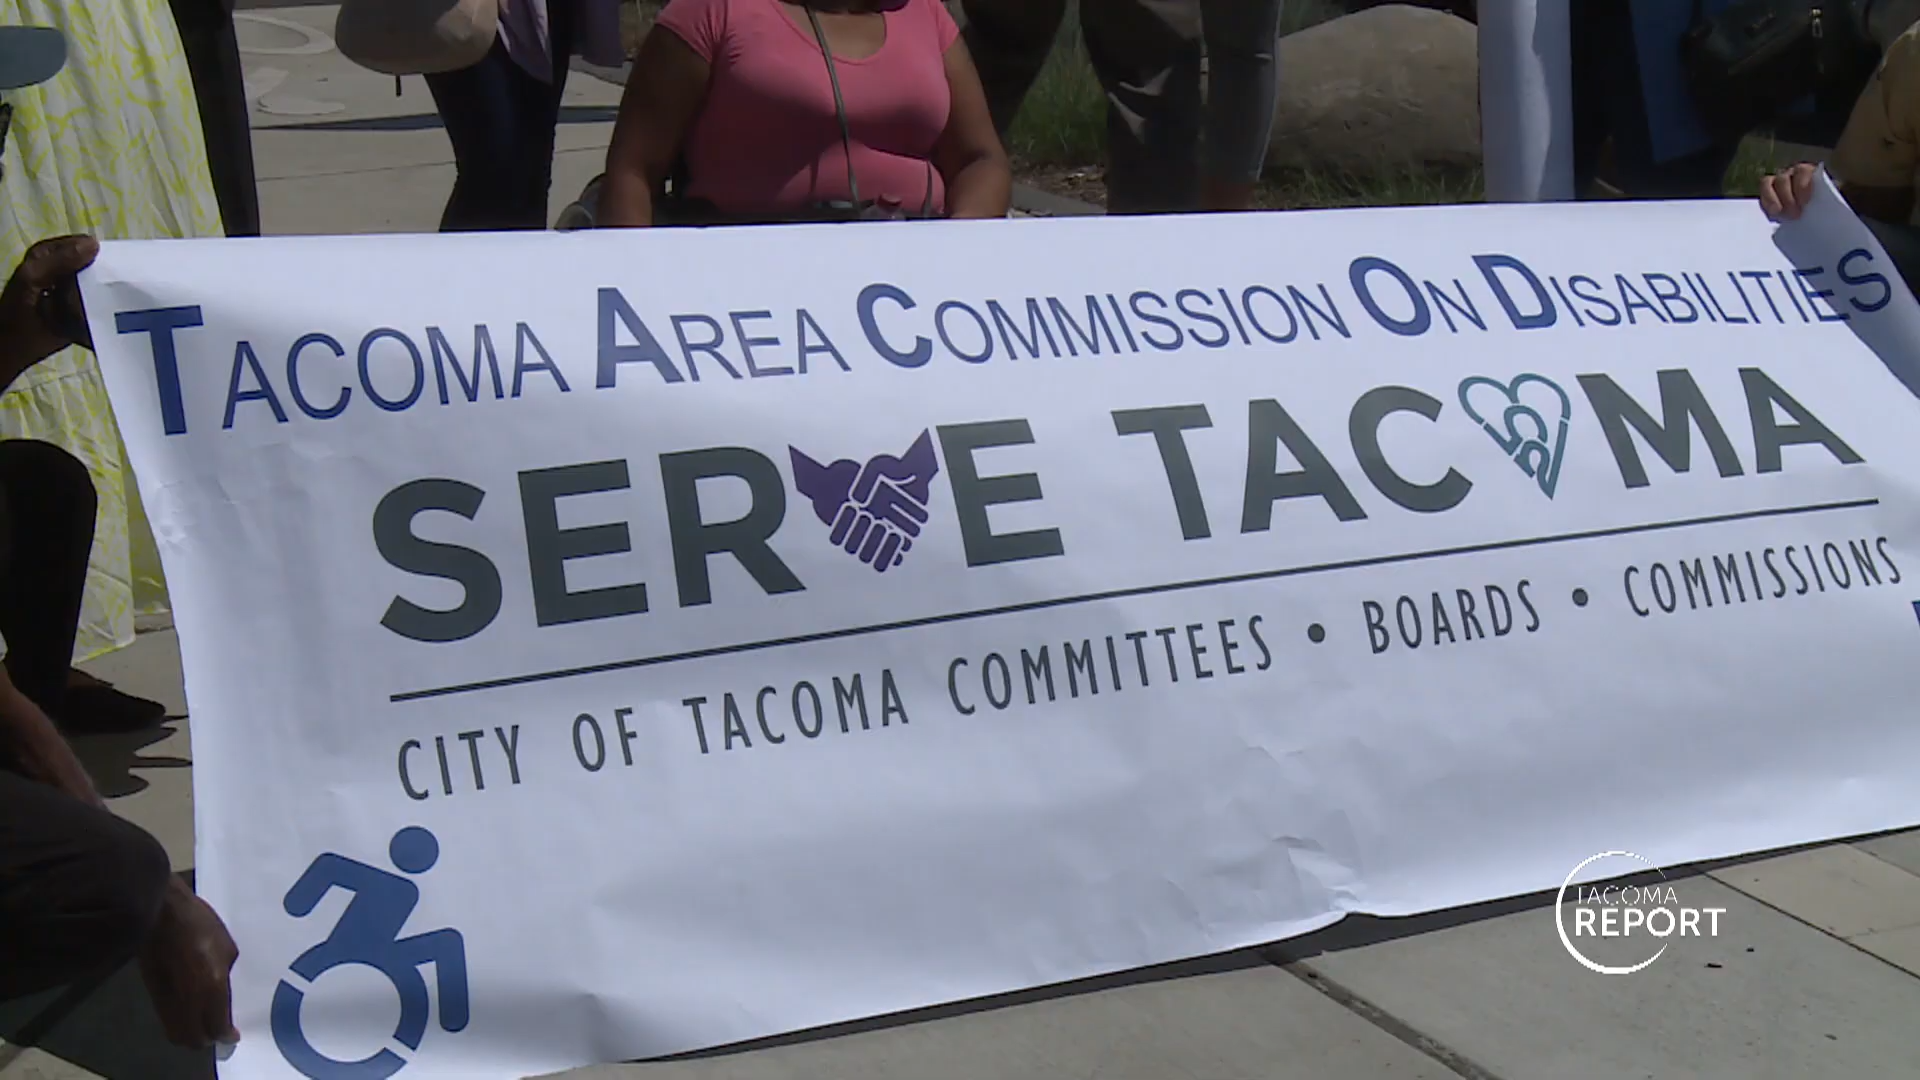 TACOMA AREA COMMISSION ON DISABILITIES
SERVE TACOMA
CITY OF TACOMA COMMITTEES • BOARDS • COMMISSIONS
TACOMA
REPORT